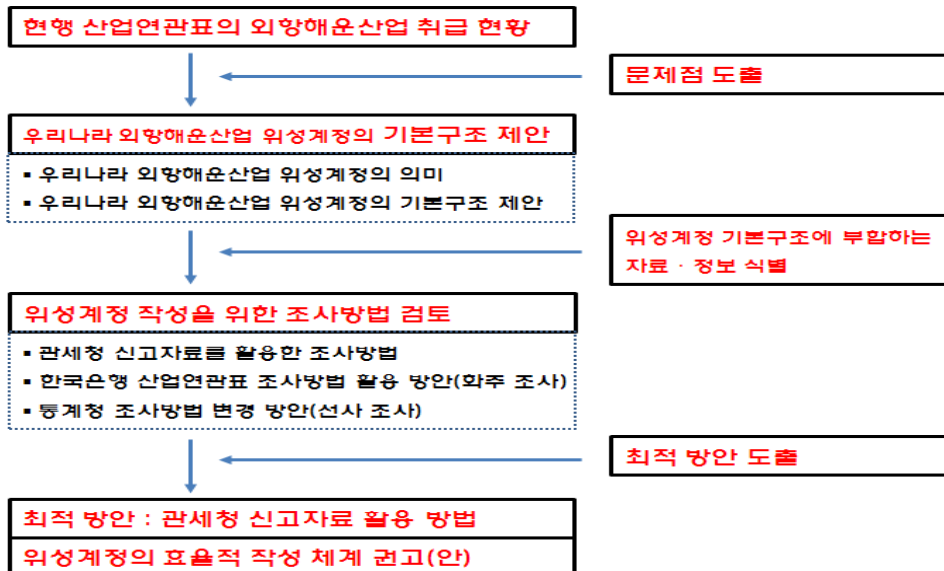 현행 산업연관표의 외항해운산업 취급 현황
문제점 도출
우리나라 외항해운산업 위성계정의 기본구조 제안
▪ 우리나라 외항해운산업 위성계정의 의미
▪ 우리나라 외항해운산업 위성계정의 기본구조 제안
위성계정 기본구조에 부합하는
자료 · 정보 식별
위성계정 작성을 위한 조사방법 검토
▪ 관세청 신고자료를 활용한 조사방법
▪ 한국은행 산업연관표 조사방법 활용 방안(화주 조사)
▪ 통계청 조사방법 변경 방안(선사 조사)
최적 방안 도출
최적 방안 : 관세청 신고자료 활용 방법
위성계정의 효율적 작성 체계 권고(안)